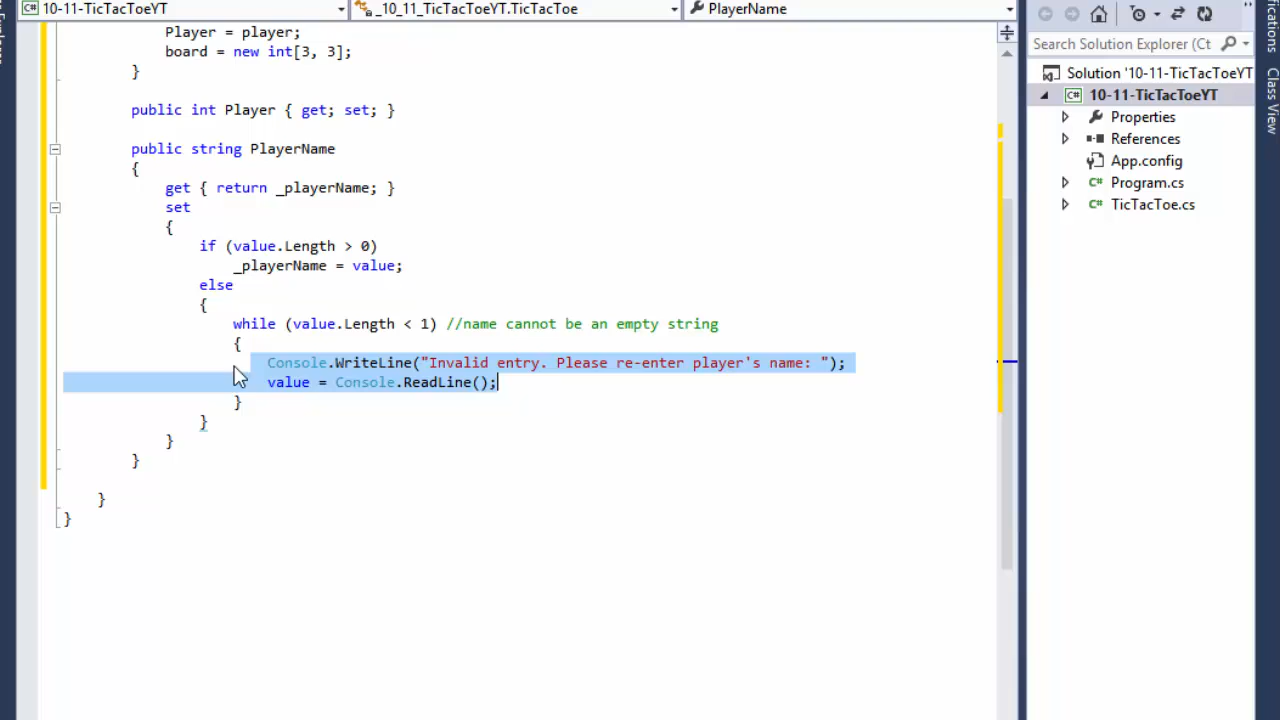 10-11-TicTacToeYT
_10_11_TicTacToeYT.TicTacToe
PlayerName
Player = player;
board = new int[3, 3];
}
public int Player { get; set; }
public string PlayerName
{
get { return _playerName; }
set
{
if (value.Length > 0)
_playerName = value;
else
{
while (value.Length < 1) //name cannot be an empty string
{
Console.WriteLine("Invalid entry. Please re-enter player's name: ");
value = Console.ReadLine();
}
}
}
}
}
}
Search Solution Explorer (Ct
Solution '10-11-TicTacToeYT
C# 10-11-TicTacToeYT
Properties
References
App.config
C# Program.cs
C# TicTacToe.cs
Class View